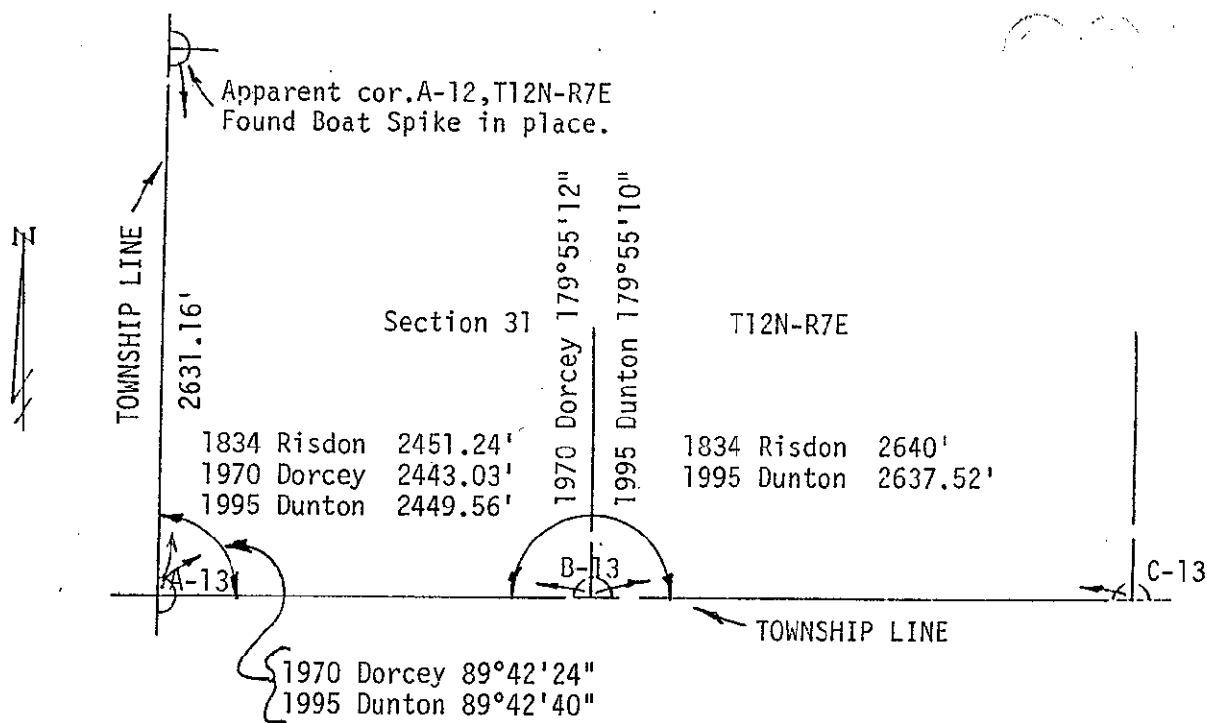 Apparent cor.A-12,T12N-R7E
Found Boat Spike in place.
N
TOWNSHIP LINE
2631.16'
Section 31
1970 Dorcey 179°55'12"
1995 Dunton 179°55'10"
T12N-R7E
1834 Risdon 2451.24'
1970 Dorcey 2443.03'
1995 Dunton 2449.56'
1834 Risdon 2640'
1995 Dunton 2637.52'
A-13
B-13
C-13
TOWNSHIP LINE
1970 Dorcey 89°42'24"
1995 Dunton 89°42'40"